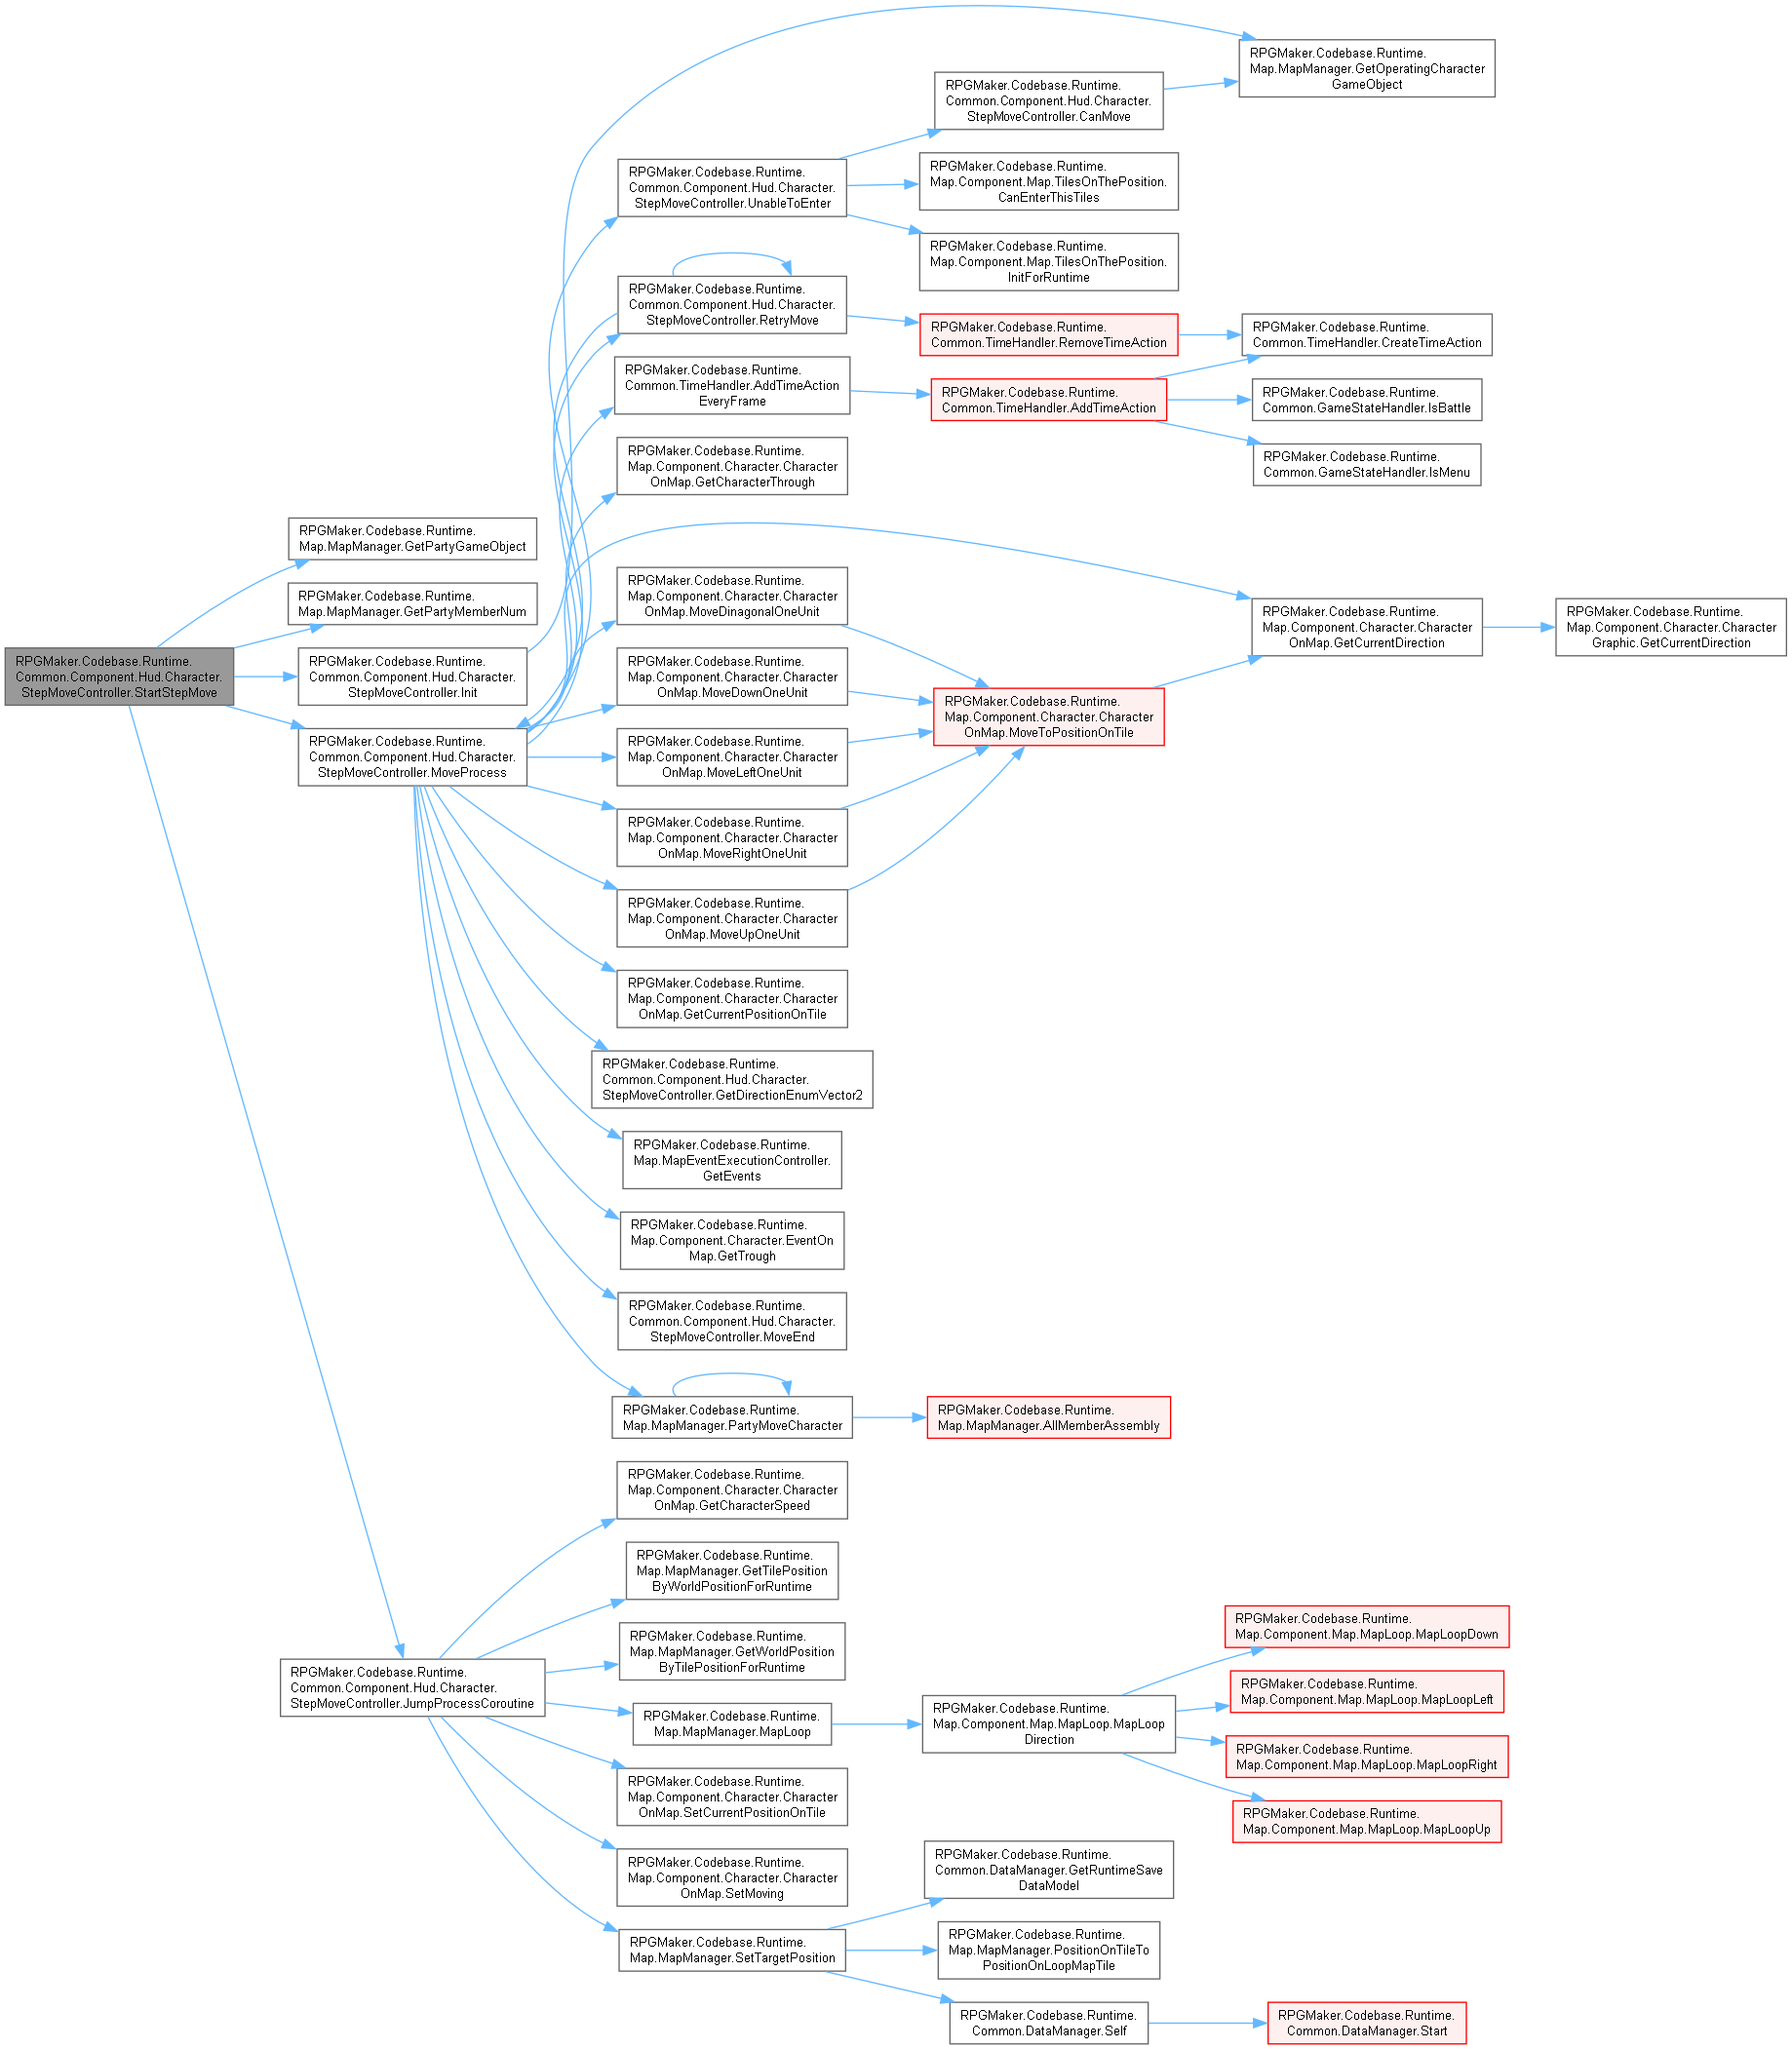 RPGMaker.Codebase.Runtime.
Common.Component.Hud.Character.
StepMoveController.StartStepMove
RPGMaker.Codebase.Runtime.
Map.MapManager.GetPartyGameObject
RPGMaker.Codebase.Runtime.
Map.MapManager.GetPartyMemberNum
RPGMaker.Codebase.Runtime.
Common.Component.Hud.Character.
StepMoveController.Init
RPGMaker.Codebase.Runtime.
Common.Component.Hud.Character.
StepMoveController.MoveProcess
RPGMaker.Codebase.Runtime.
Common.Component.Hud.Character.
StepMoveController.JumpProcessCoroutine
RPGMaker.Codebase.Runtime.
Common.Component.Hud.Character.
StepMoveController.UnableToEnter
RPGMaker.Codebase.Runtime.
Common.Component.Hud.Character.
StepMoveController.RetryMove
RPGMaker.Codebase.Runtime.
Common.TimeHandler.AddTimeAction
EveryFrame
RPGMaker.Codebase.Runtime.
Map.Component.Character.Character
OnMap.GetCharacterThrough
RPGMaker.Codebase.Runtime.
Map.Component.Character.Character
OnMap.MoveDinagonalOneUnit
RPGMaker.Codebase.Runtime.
Map.Component.Character.Character
OnMap.MoveDownOneUnit
RPGMaker.Codebase.Runtime.
Map.Component.Character.Character
OnMap.MoveLeftOneUnit
RPGMaker.Codebase.Runtime.
Map.Component.Character.Character
OnMap.MoveRightOneUnit
RPGMaker.Codebase.Runtime.
Map.Component.Character.Character
OnMap.MoveUpOneUnit
RPGMaker.Codebase.Runtime.
Map.Component.Character.Character
OnMap.GetCurrentPositionOnTile
RPGMaker.Codebase.Runtime.
Common.Component.Hud.Character.
StepMoveController.GetDirectionEnumVector2
RPGMaker.Codebase.Runtime.
Map.MapEventExecutionController.
GetEvents
RPGMaker.Codebase.Runtime.
Map.Component.Character.EventOn
Map.GetTrough
RPGMaker.Codebase.Runtime.
Common.Component.Hud.Character.
StepMoveController.MoveEnd
RPGMaker.Codebase.Runtime.
Map.MapManager.PartyMoveCharacter
RPGMaker.Codebase.Runtime.
Map.Component.Character.Character
OnMap.GetCharacterSpeed
RPGMaker.Codebase.Runtime.
Map.MapManager.GetTilePosition
ByWorldPositionForRuntime
RPGMaker.Codebase.Runtime.
Map.MapManager.GetWorldPosition
ByTilePositionForRuntime
RPGMaker.Codebase.Runtime.
Map.MapManager.MapLoop
RPGMaker.Codebase.Runtime.
Map.Component.Character.Character
OnMap.SetCurrentPositionOnTile
RPGMaker.Codebase.Runtime.
Map.Component.Character.Character
OnMap.SetMoving
RPGMaker.Codebase.Runtime.
Map.MapManager.SetTargetPosition
RPGMaker.Codebase.Runtime.
Common.Component.Hud.Character.
StepMoveController.CanMove
RPGMaker.Codebase.Runtime.
Map.Component.Map.TilesOnThePosition.
CanEnterThisTiles
RPGMaker.Codebase.Runtime.
Map.Component.Map.TilesOnThePosition.
InitForRuntime
RPGMaker.Codebase.Runtime.
Common.TimeHandler.RemoveTimeAction
RPGMaker.Codebase.Runtime.
Common.TimeHandler.AddTimeAction
RPGMaker.Codebase.Runtime.
Map.Component.Character.Character
OnMap.MoveToPositionOnTile
RPGMaker.Codebase.Runtime.
Map.MapManager.AllMemberAssembly
RPGMaker.Codebase.Runtime.
Map.Component.Map.MapLoop.MapLoop
Direction
RPGMaker.Codebase.Runtime.
Common.DataManager.GetRuntimeSave
DataModel
RPGMaker.Codebase.Runtime.
Map.MapManager.PositionOnTileTo
PositionOnLoopMapTile
RPGMaker.Codebase.Runtime.
Common.DataManager.Self
RPGMaker.Codebase.Runtime.
Map.MapManager.GetOperatingCharacter
GameObject
RPGMaker.Codebase.Runtime.
Common.TimeHandler.CreateTimeAction
RPGMaker.Codebase.Runtime.
Common.GameStateHandler.IsBattle
RPGMaker.Codebase.Runtime.
Common.GameStateHandler.IsMenu
RPGMaker.Codebase.Runtime.
Map.Component.Character.Character
OnMap.GetCurrentDirection
RPGMaker.Codebase.Runtime.
Map.Component.Map.MapLoop.MapLoopDown
RPGMaker.Codebase.Runtime.
Map.Component.Map.MapLoop.MapLoopLeft
RPGMaker.Codebase.Runtime.
Map.Component.Map.MapLoop.MapLoopRight
RPGMaker.Codebase.Runtime.
Map.Component.Map.MapLoop.MapLoopUp
RPGMaker.Codebase.Runtime.
Common.DataManager.Start
RPGMaker.Codebase.Runtime.
Map.Component.Character.Character
Graphic.GetCurrentDirection